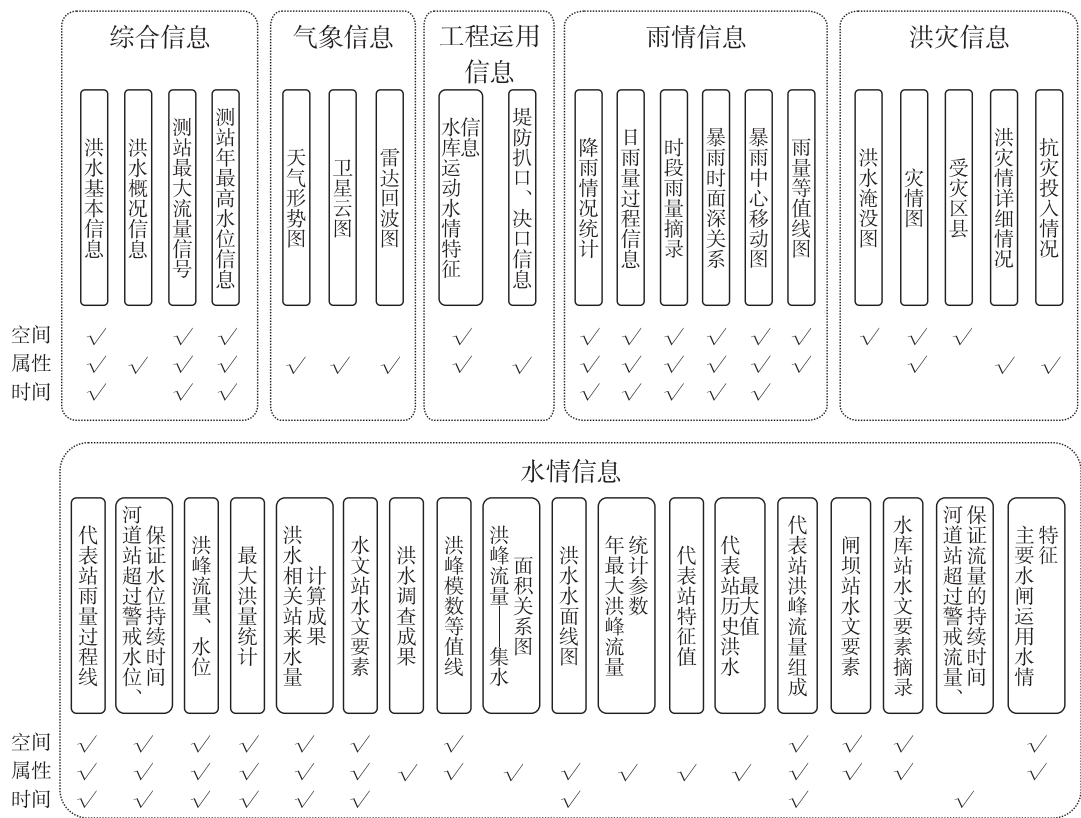 综合信息
洪水基本信息
洪水概况信息
测站最大流量信号
测站年最高水位信息
气象信息
天气形势图
卫星云图
雷达回波图
工程运用
信息
水库运动水情特征
信息
堤防扒口、决口信息
雨情信息
降雨情况统计
日雨量过程信息
时段雨量摘录
暴雨时面深关系
暴雨中心移动图
雨量等值线图
洪灾信息
洪水淹没图
灾情图
受灾区县
洪灾情详细情况
抗灾投入情况
空间 √ √ √ √ √ √ √ √ √ √ √ √ √
属性 √ √ √ √ √ √ √ √ √ √ √ √ √ √ √ √ √ √ √
时间 √ √ √ √ √ √ √ √
水情信息
代表站雨量过程线
河道站超过警戒水位、
保证水位持续时间
洪峰流量、水位
最大洪量统计
洪水相关站来水量
计算成果
水文站水文要素
洪水调查成果
洪峰模数等值线
洪峰流量——集水
面积关系图
洪水水面线图
年最大洪峰流量
统计参数
代表站特征值
代表站历史洪水
最大值
代表站洪峰流量组成
闸坝站水文要素
水库站水文要素摘录
河道站超过警戒流量、
保证流量的持续时间
主要水闸运用水情
特征
空间 √ √ √ √ √ √ √ √ √ √ √
属性 √ √ √ √ √ √ √ √ √ √ √ √ √ √ √ √ √
时间 √ √ √ √ √ √ √ √ √